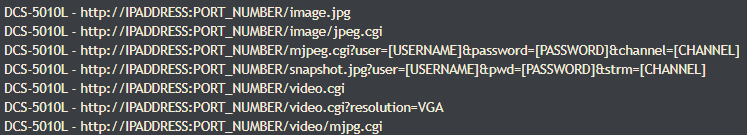 DCS-5010L - http://IPADDRESS:PORT_NUMBER/image.jpg
DCS-5010L - http://IPADDRESS:PORT_NUMBER/image/jpeg.cgi
DCS-5010L - http://IPADDRESS:PORT_NUMBER/mjpeg.cgi?user=[USERNAME]&password=[PASSWORD]&channel=[CHANNEL]
DCS-5010L - http://IPADDRESS:PORT_NUMBER/snapshot.jpg?user=[USERNAME]&pwd=[PASSWORD]&strm=[CHANNEL]
DCS-5010L - http://IPADDRESS:PORT_NUMBER/video.cgi
DCS-5010L - http://IPADDRESS:PORT_NUMBER/video.cgi?resolution=VGA
DCS-5010L - http://IPADDRESS:PORT_NUMBER/video/mjpg.cgi